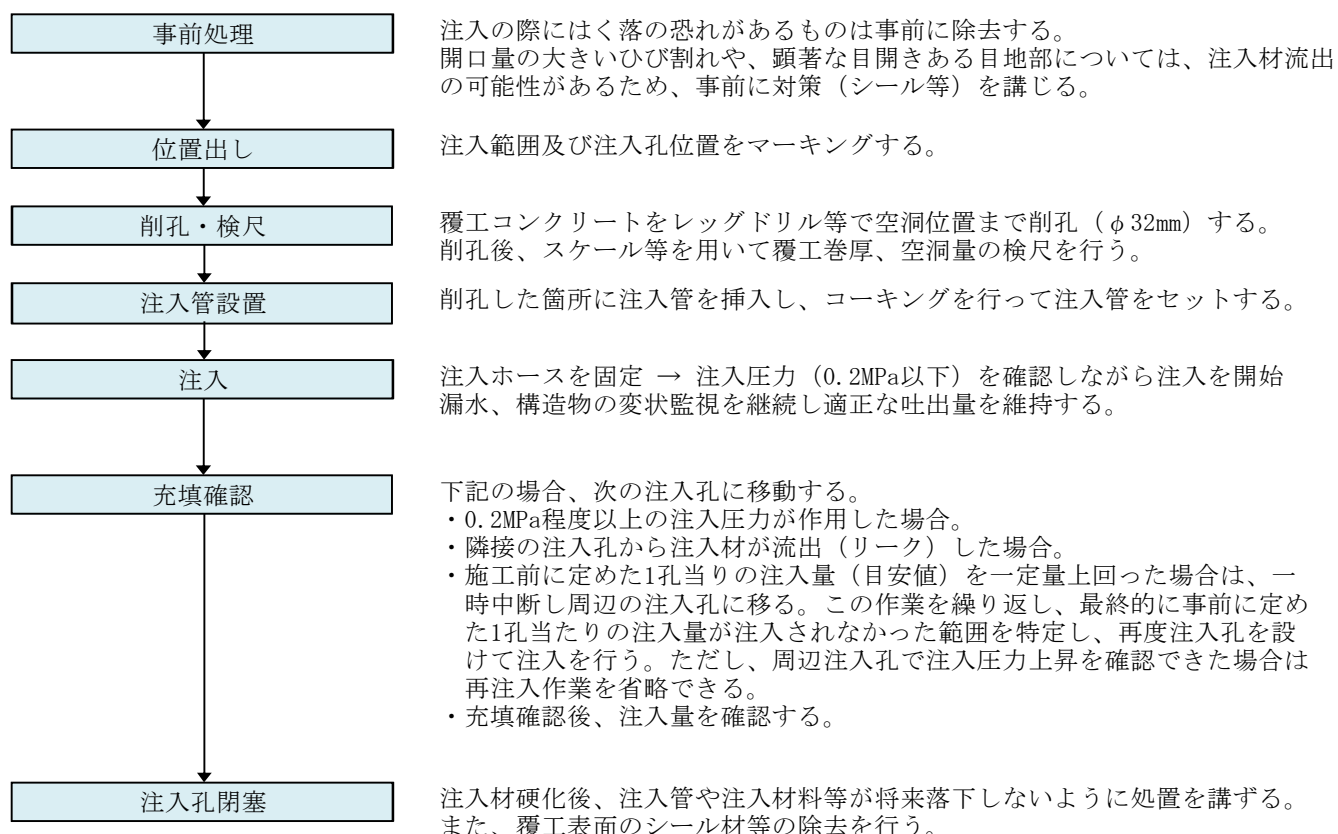 事前処理
注入の際にはく落の恐れがあるものは事前に除去する。
開口量の大きいひび割れや、顕著な目開きある目地部については、注入材流出
の可能性があるため、事前に対策（シール等）を講じる。
位置出し
注入範囲及び注入孔位置をマーキングする。
削孔・検尺
覆工コンクリートをレッグドリル等で空洞位置まで削孔（φ32mm）する。
削孔後、スケール等を用いて覆工巻厚、空洞量の検尺を行う。
注入管設置
削孔した箇所に注入管を挿入し、コーキングを行って注入管をセットする。
注入
注入ホースを固定 → 注入圧力（0.2MPa以下）を確認しながら注入を開始
漏水、構造物の変状監視を継続し適正な吐出量を維持する。
充填確認
下記の場合、次の注入孔に移動する。
・0.2MPa程度以上の注入圧力が作用した場合。
・隣接の注入孔から注入材が流出（リーク）した場合。
・施工前に定めた1孔当りの注入量（目安値）を一定量上回った場合は、一
時中断し周辺の注入孔に移る。この作業を繰り返し、最終的に事前に定め
た1孔当たりの注入量が注入されなかった範囲を特定し、再度注入孔を設
けて注入を行う。ただし、周辺注入孔で注入圧力上昇を確認できた場合は
再注入作業を省略できる。
・充填確認後、注入量を確認する。
注入孔閉塞
注入材硬化後、注入管や注入材料等が将来落下しないように処置を講ずる。
また、覆工表面のシール材等の除去を行う。